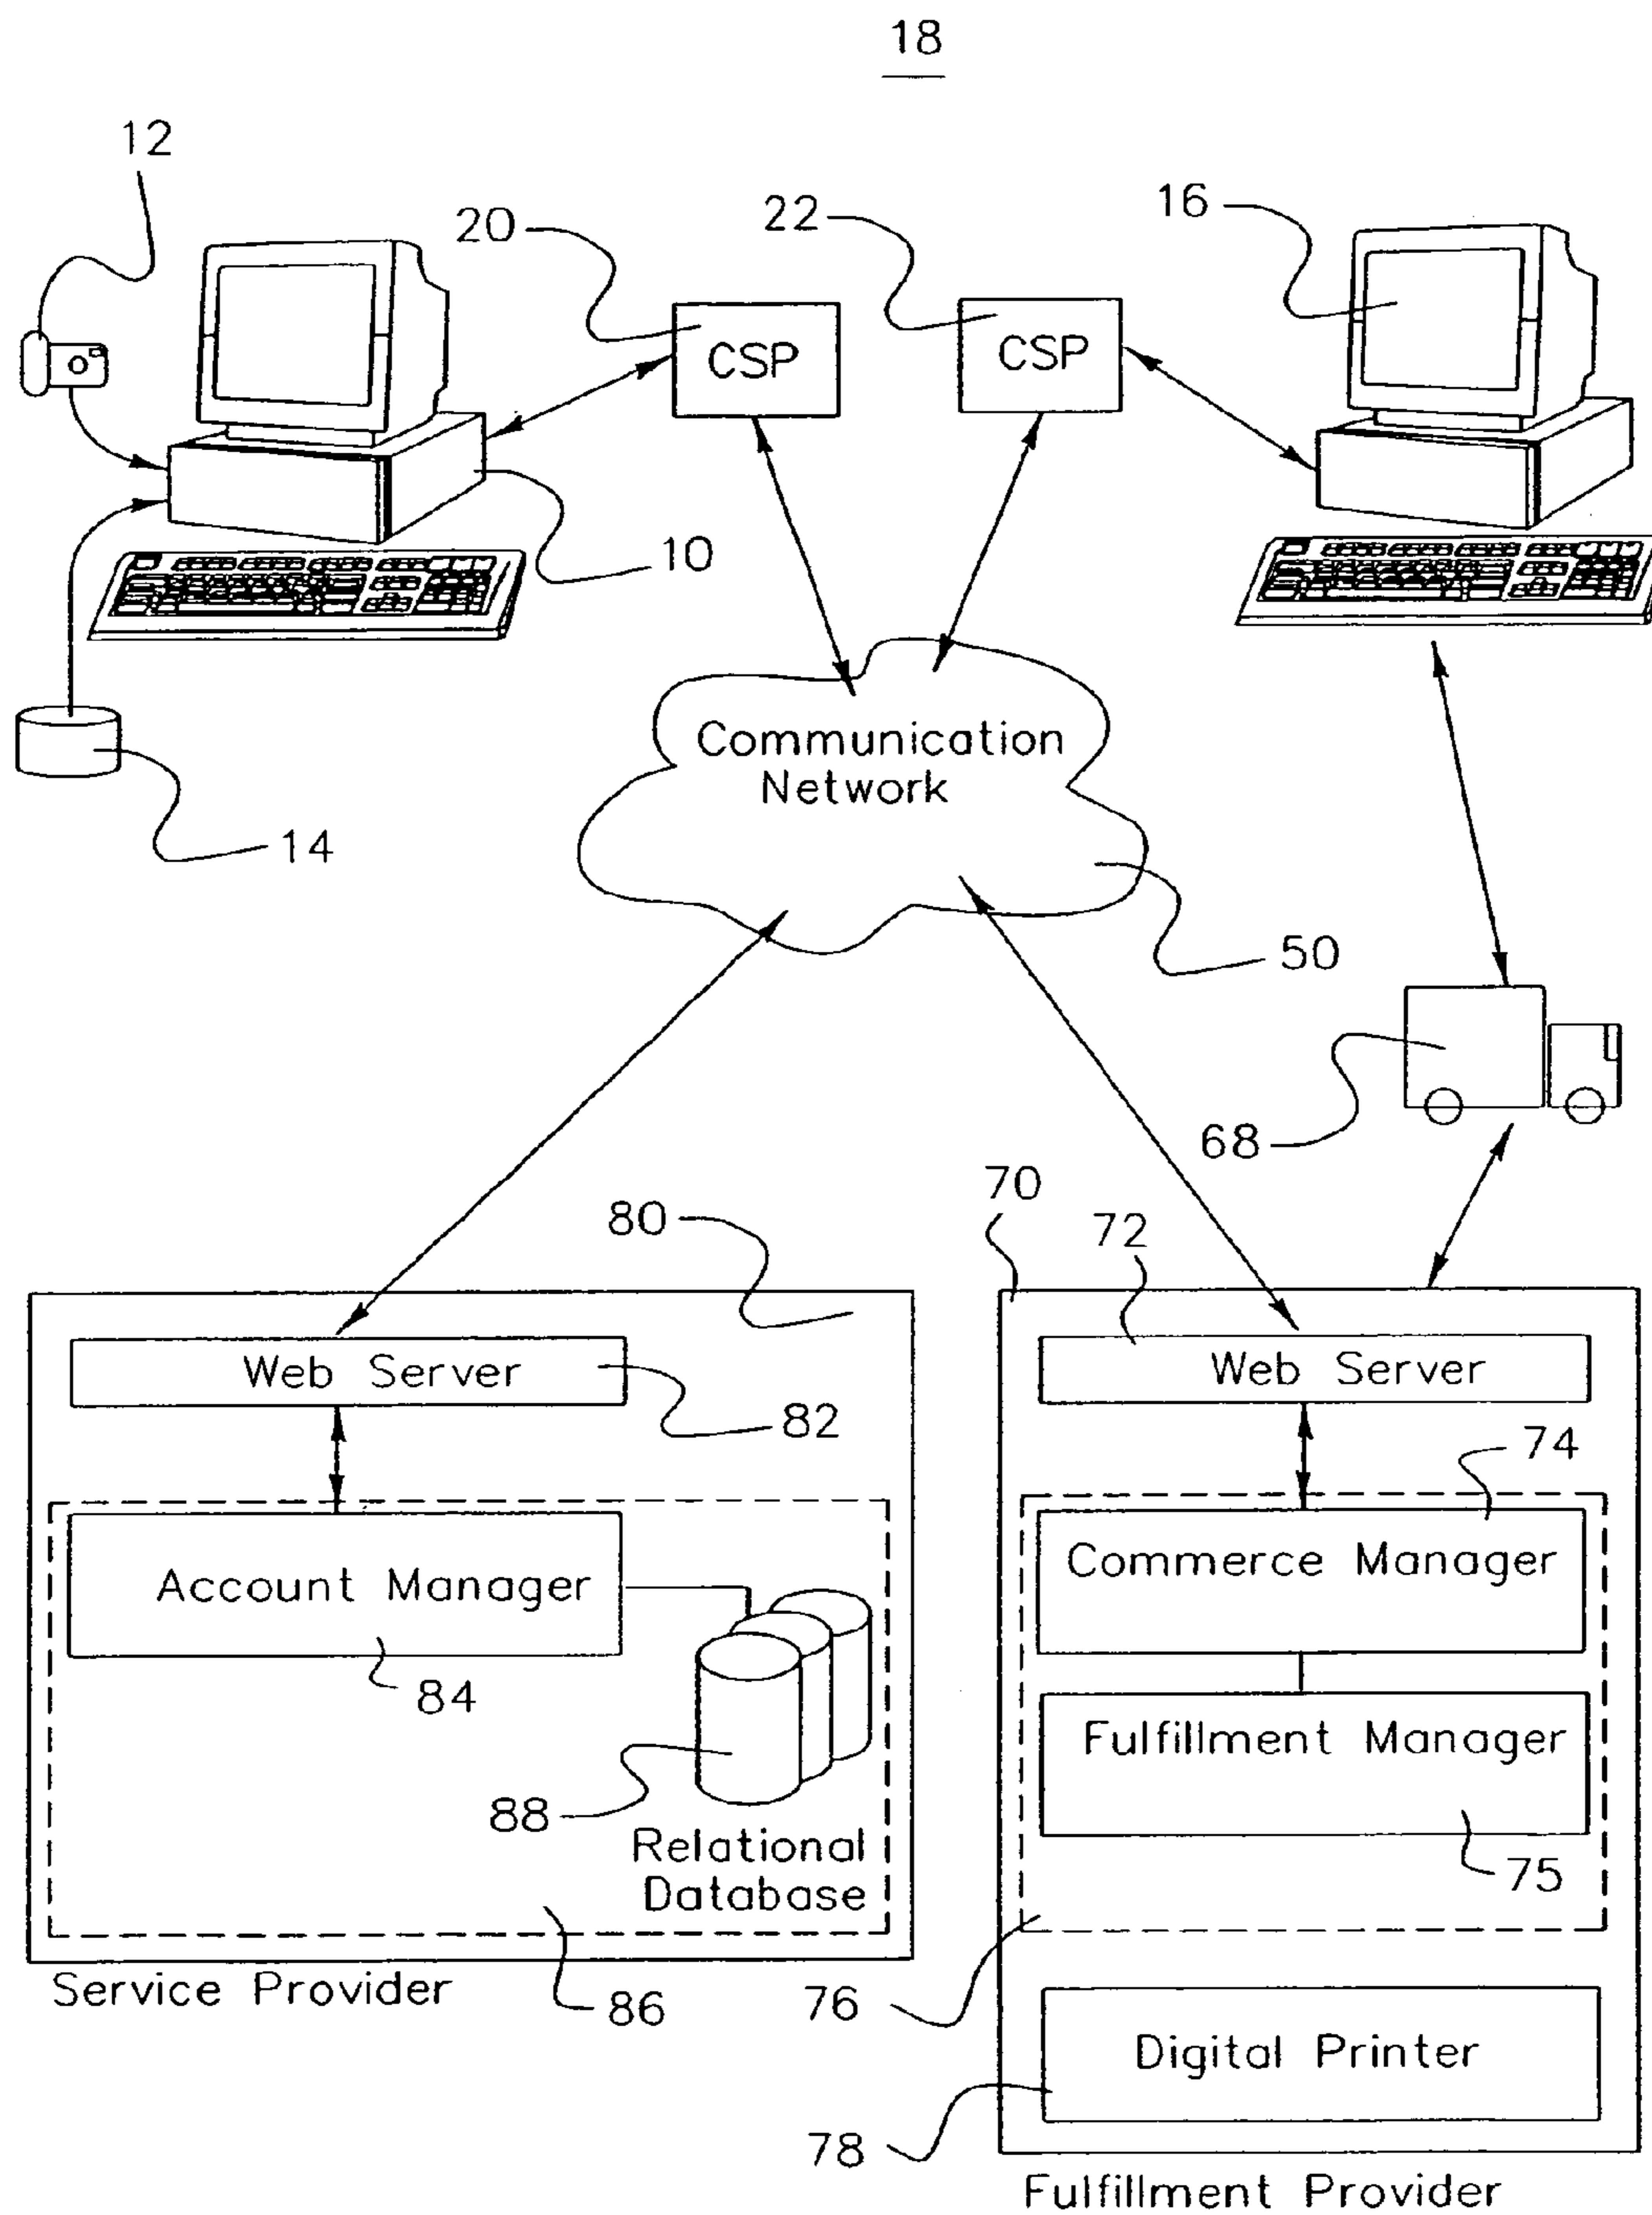 18
12
20
22
16
CSP
CSP
10
Communication
Network
14
50
68
70
80
72
Web Server
Web Server
82
74
Commerce Manager
Account Manager
84
Fulfillment Manager
88
Relational
Database
75
Service Provider
86
76
Digital Printer
78
Fulfillment Provider